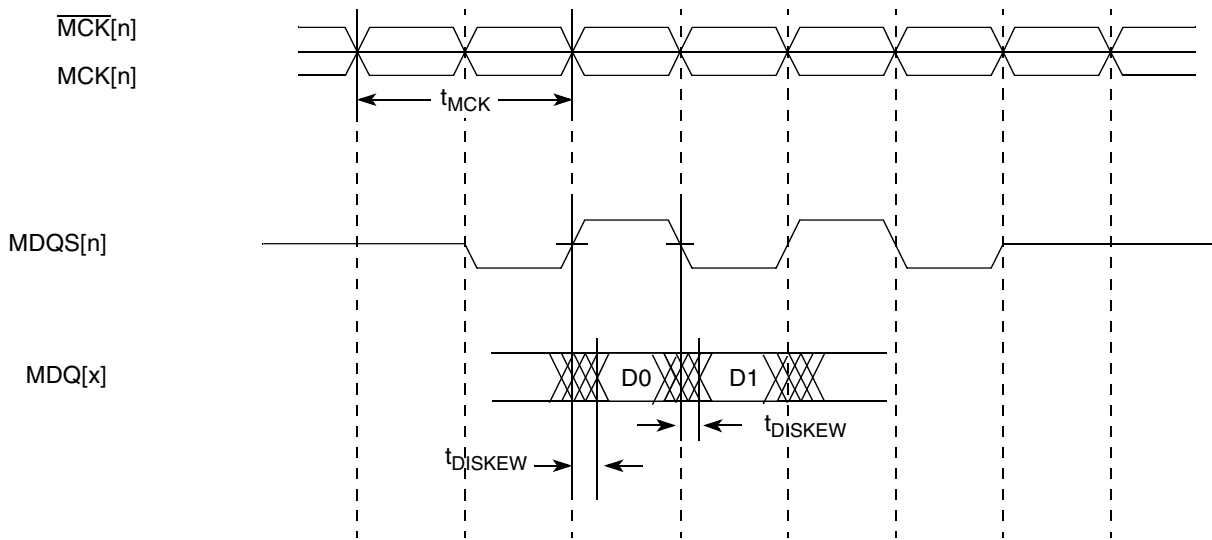 MCK[n]
MCK[n]
tMCK
MDQS[n]
MDQ[x]
D0
D1
tDISKEW
tDISKEW